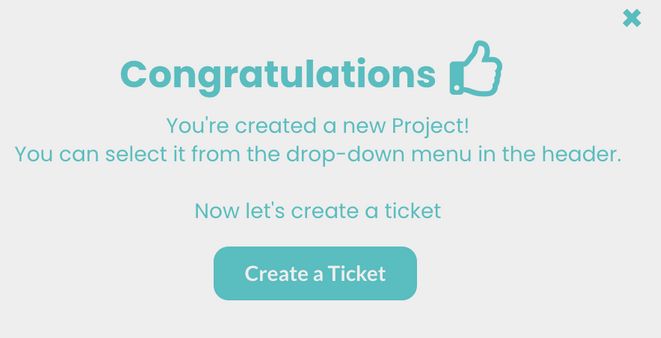 Congratulations
You're created a new Project!
You can select it from the drop-down menu in the header.
Now let's create a ticket
Create a Ticket